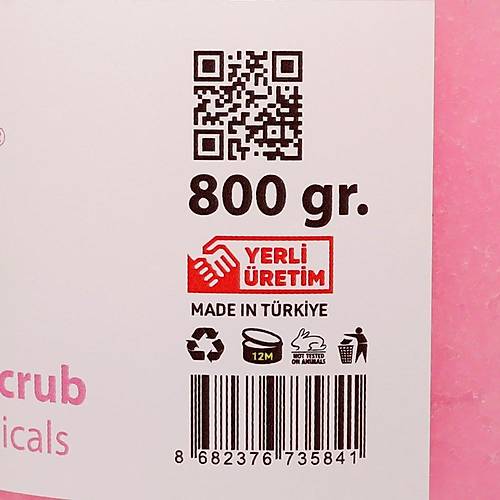 ®
800 gr.
YERLİ
ÜRETİM
MADE IN TÜRKİYE
12M
NOT TESTED
ON ANIMALS
crub
icals
8 682376 735841